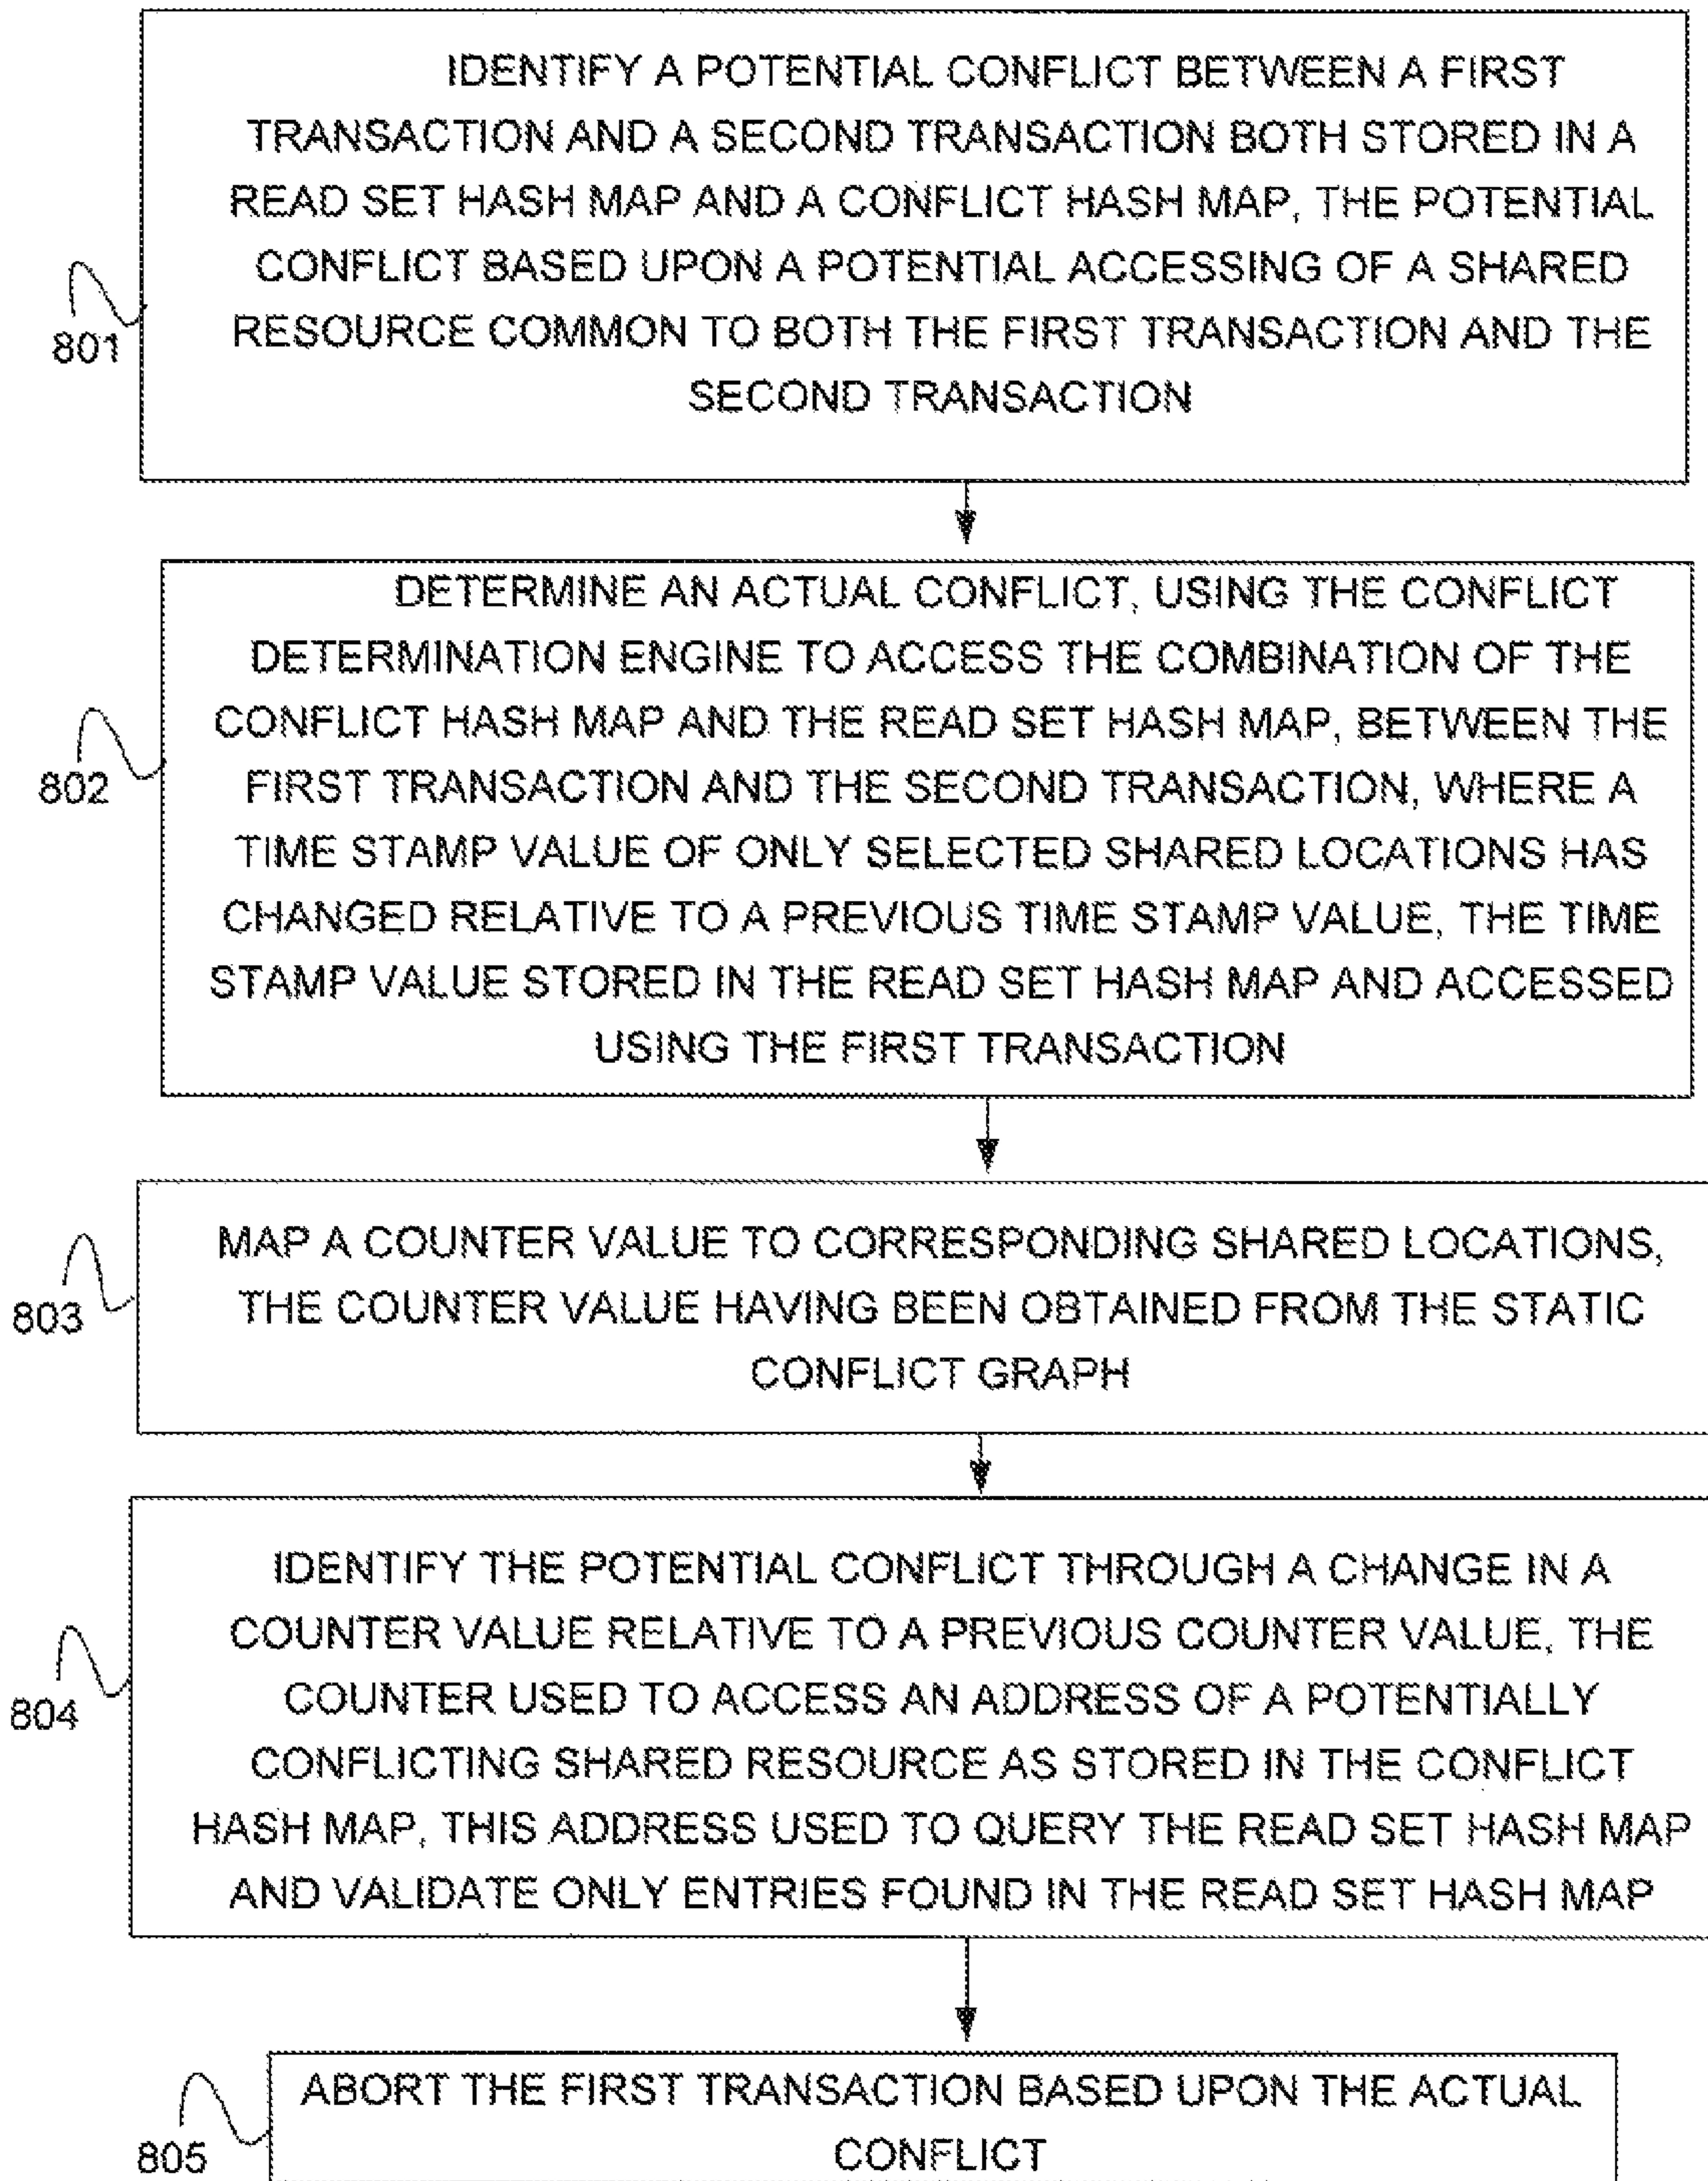 IDENTIFY A POTENTIAL CONFLICT BETWEEN A FIRST
TRANSACTION AND A SECOND TRANSACTION BOTH STORED IN A
READ SET HASH MAP AND A CONFLICT HASH MAP, THE POTENTIAL
CONFLICT BASED UPON A POTENTIAL ACCESSING OF A SHARED
RESOURCE COMMON TO BOTH THE FIRST TRANSACTION AND THE
SECOND TRANSACTION
801
DETERMINE AN ACTUAL CONFLICT, USING THE CONFLICT
DETERMINATION ENGINE TO ACCESS THE COMBINATION OF THE
CONFLICT HASH MAP AND THE READ SET HASH MAP, BETWEEN THE
FIRST TRANSACTION AND THE SECOND TRANSACTION, WHERE A
TIME STAMP VALUE OF ONLY SELECTED SHARED LOCATIONS HAS
CHANGED RELATIVE TO A PREVIOUS TIME STAMP VALUE, THE TIME
STAMP VALUE STORED IN THE READ SET HASH MAP AND ACCESSED
USING THE FIRST TRANSACTION
802
MAP A COUNTER VALUE TO CORRESPONDING SHARED LOCATIONS,
THE COUNTER VALUE HAVING BEEN OBTAINED FROM THE STATIC
CONFLICT GRAPH
803
IDENTIFY THE POTENTIAL CONFLICT THROUGH A CHANGE IN A
COUNTER VALUE RELATIVE TO A PREVIOUS COUNTER VALUE, THE
COUNTER USED TO ACCESS AN ADDRESS OF A POTENTIALLY
CONFLICTING SHARED RESOURCE AS STORED IN THE CONFLICT
HASH MAP, THIS ADDRESS USED TO QUERY THE READ SET HASH MAP
AND VALIDATE ONLY ENTRIES FOUND IN THE READ SET HASH MAP
804
ABORT THE FIRST TRANSACTION BASED UPON THE ACTUAL
CONFLICT
805